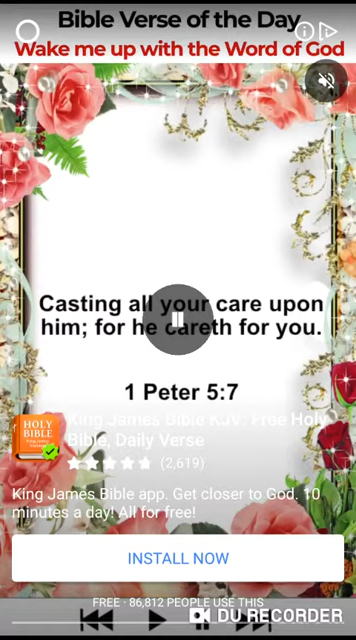 Bible Verse of the Day
Wake me up with the Word of God
Casting all your care upon
him; for he careth for you.
1 Peter 5:7
HOLY
BIBLE
King James Bible KJV: Free Holy
Bible, Daily Verse
(2,619)
King James Bible app. Get closer to God. 10
minutes a day! All for free!
INSTALL NOW
FREE · 86,812 PEOPLE USE THIS
DU RECORDER